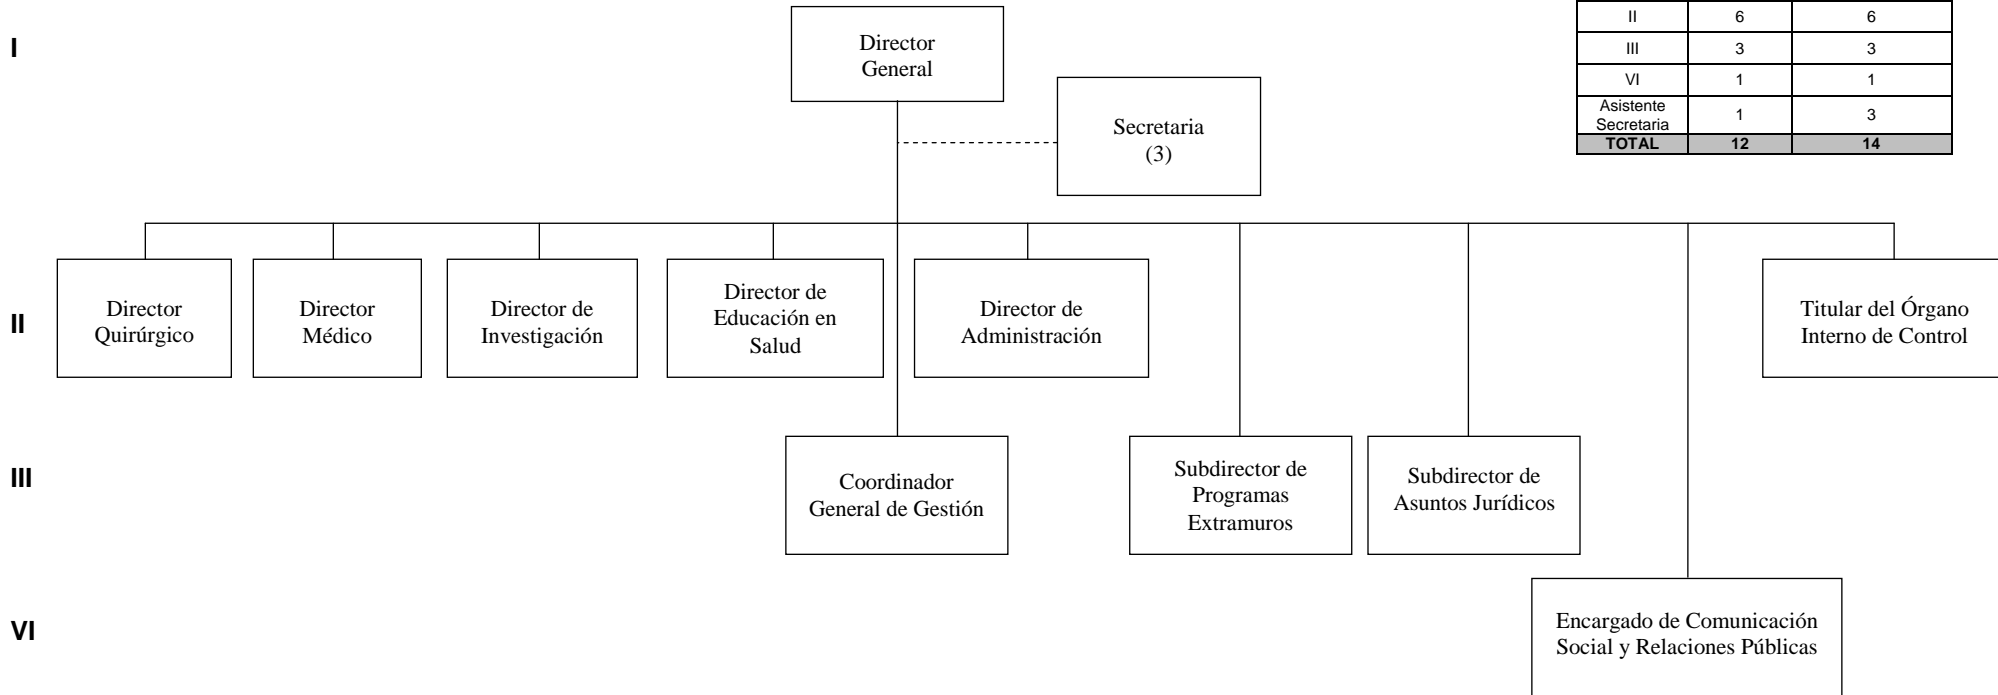 I
Director
General
Secretaria
(3)
II 6 6
III 3 3
VI 1 1
Asistente
Secretaria 1 3
TOTAL 12 14
II
Director
Quirúrgico
Director
Médico
Director de
Investigación
Director de
Educación en
Salud
Director de
Administración
Titular del Órgano
Interno de Control
III
Coordinador
General de Gestión
Subdirector de
Programas
Extramuros
Subdirector de
Asuntos Jurídicos
VI
Encargado de Comunicación
Social y Relaciones Públicas